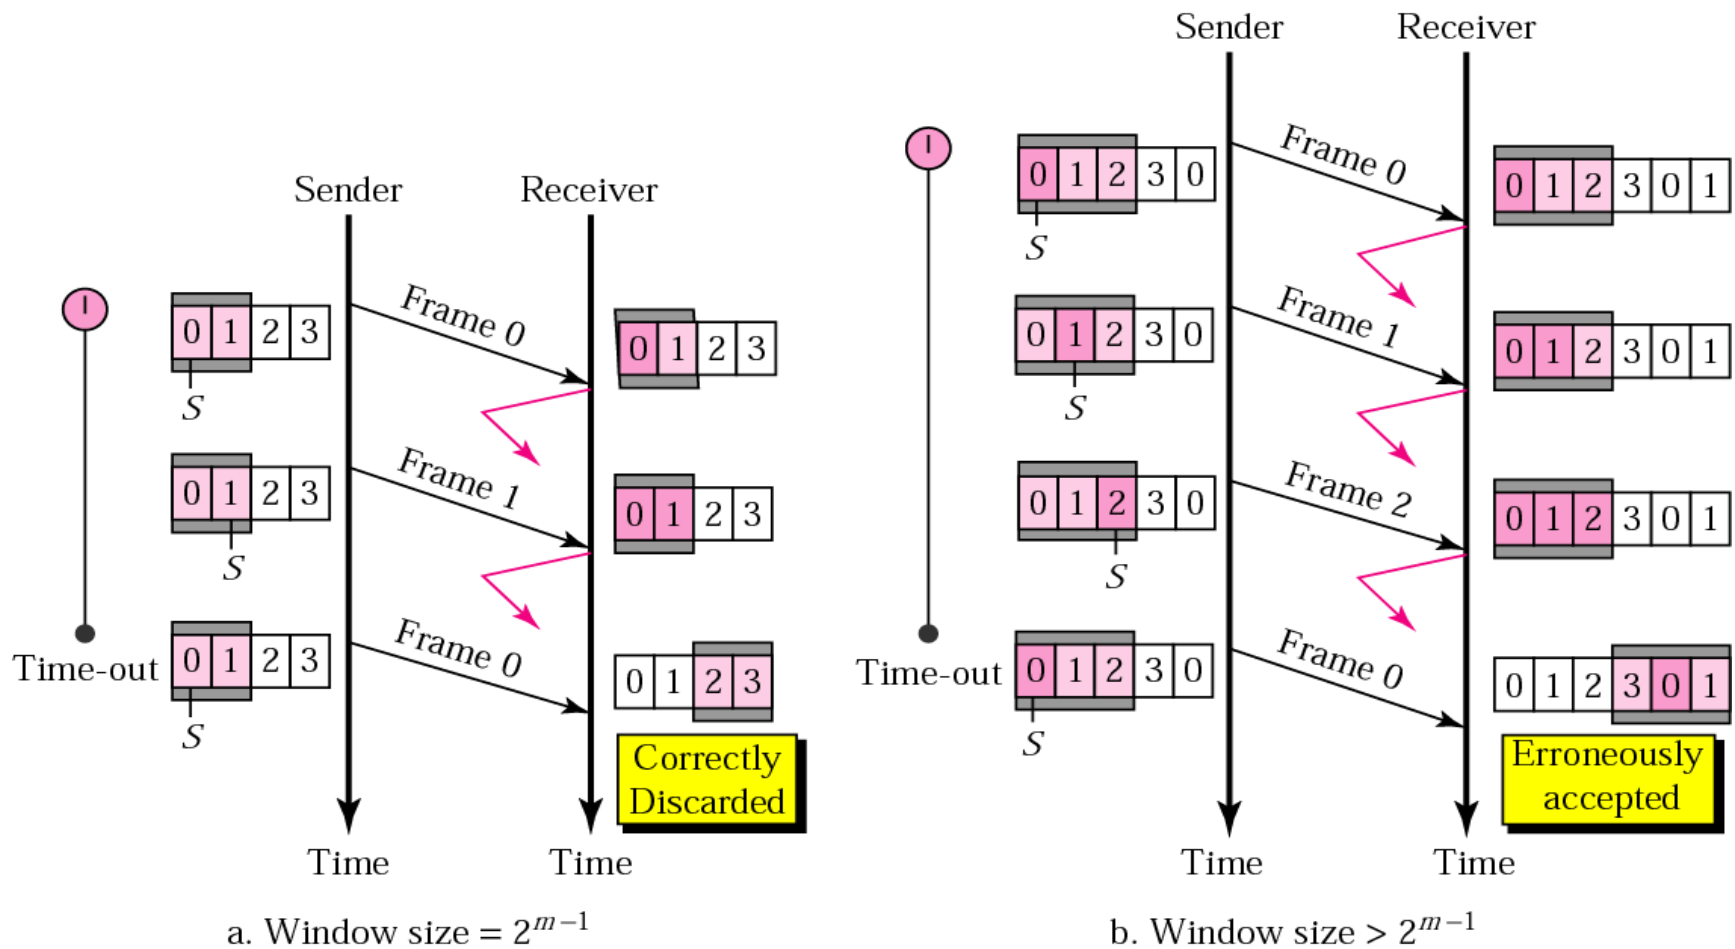 Sender Receiver
0 1 2 3
S
Frame 0
0 1 2 3
0 1 2 3
S
Frame 1
0 1 2 3
Time-out
0 1 2 3
S
Frame 0
0 1 2 3
Correctly
Discarded
Time Time
a. Window size = 2^{m-1}
Sender Receiver
0 1 2 3 0
S
Frame 0
0 1 2 3 0 1
0 1 2 3 0
S
Frame 1
0 1 2 3 0 1
0 1 2 3 0
S
Frame 2
0 1 2 3 0 1
Time-out
0 1 2 3 0
S
Frame 0
0 1 2 3 0 1
Erroneously
accepted
Time Time
b. Window size > 2^{m-1}